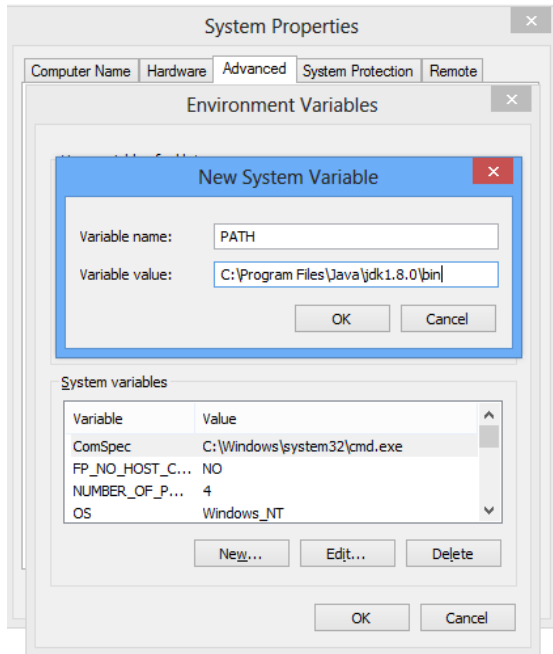 System Properties
Computer Name Hardware Advanced System Protection Remote
Environment Variables
New System Variable
Variable name: PATH
Variable value: C:\Program Files\Java\jdk1.8.0\bin
OK Cancel
System variables
Variable Value
ComSpec C:\Windows\system32\cmd.exe
FP_NO_HOST_C... NO
NUMBER_OF_P... 4
OS Windows_NT
New... Edit... Delete
OK Cancel